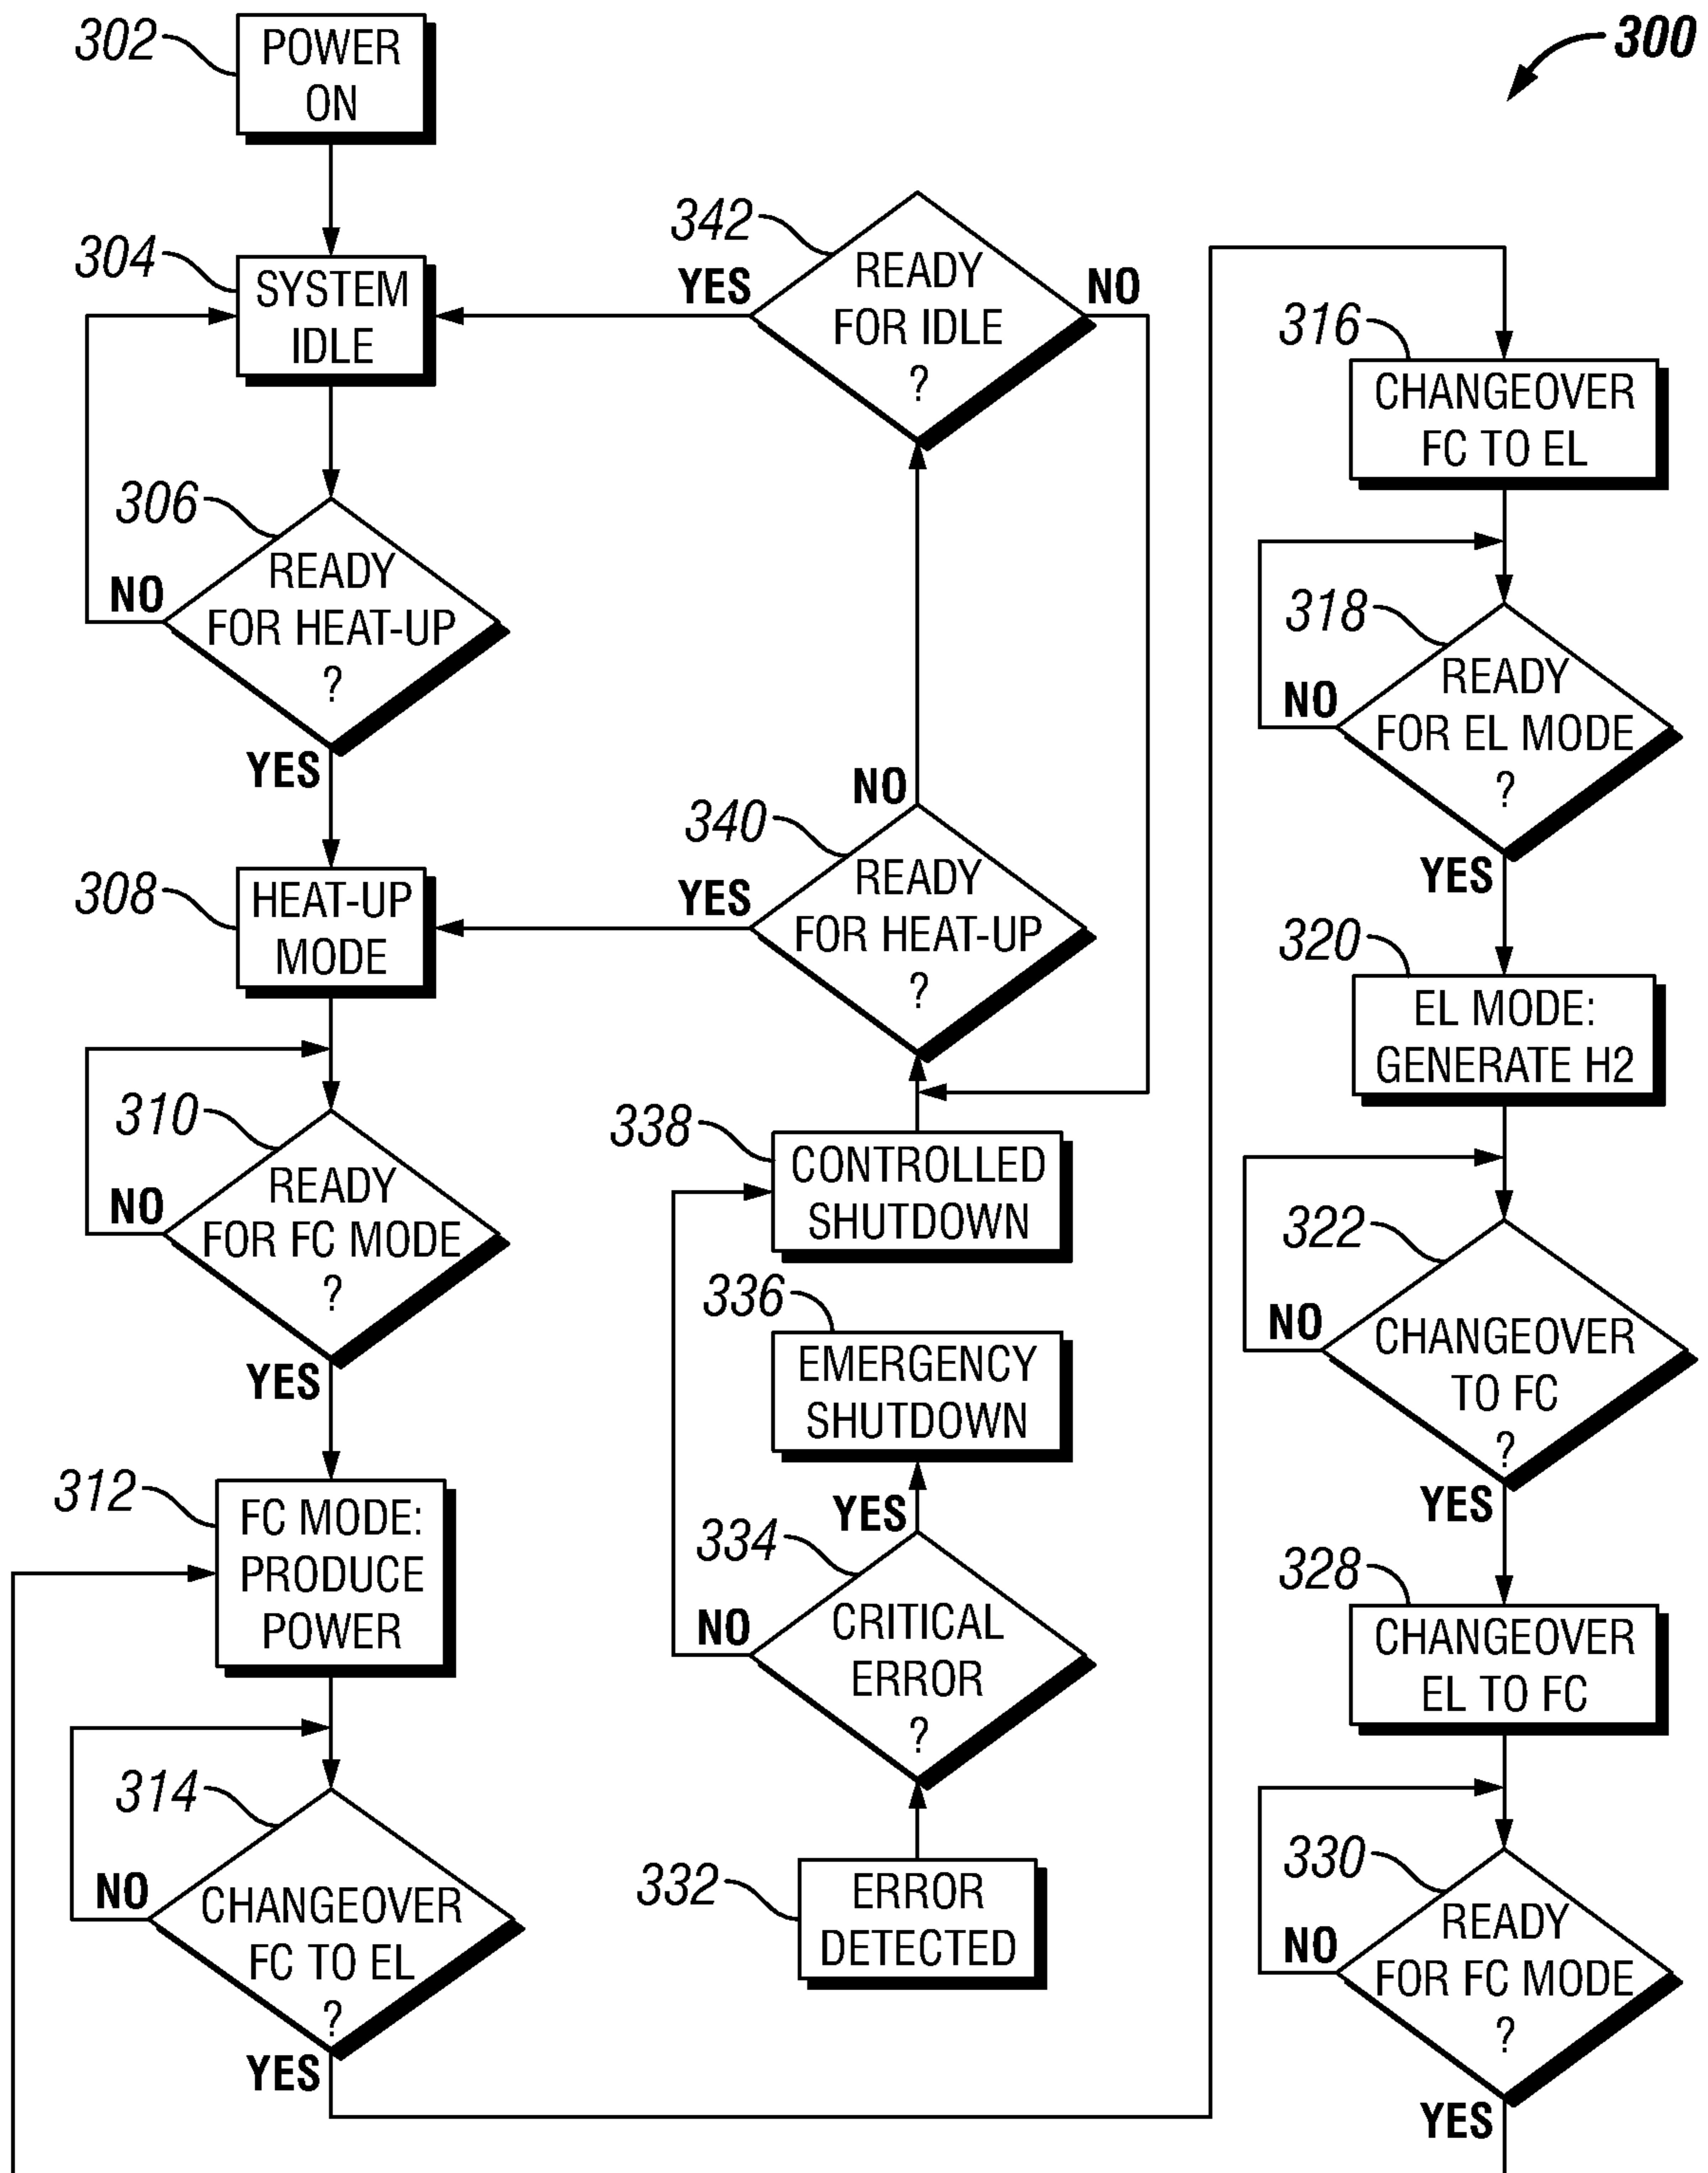 300
302
POWER
ON
304
SYSTEM
IDLE
306
READY
FOR HEAT-UP
?
NO
YES
308
HEAT-UP
MODE
310
READY
FOR FC MODE
?
NO
YES
312
FC MODE:
PRODUCE
POWER
314
CHANGEOVER
FC TO EL
?
NO
YES
342
READY
FOR IDLE
?
YES
NO
340
READY
FOR HEAT-UP
?
NO
YES
338
CONTROLLED
SHUTDOWN
336
EMERGENCY
SHUTDOWN
YES
334
CRITICAL
ERROR
?
NO
332
ERROR
DETECTED
316
CHANGEOVER
FC TO EL
318
READY
FOR EL MODE
?
NO
YES
320
EL MODE:
GENERATE H2
322
CHANGEOVER
TO FC
?
NO
YES
328
CHANGEOVER
EL TO FC
330
READY
FOR FC MODE
?
NO
YES